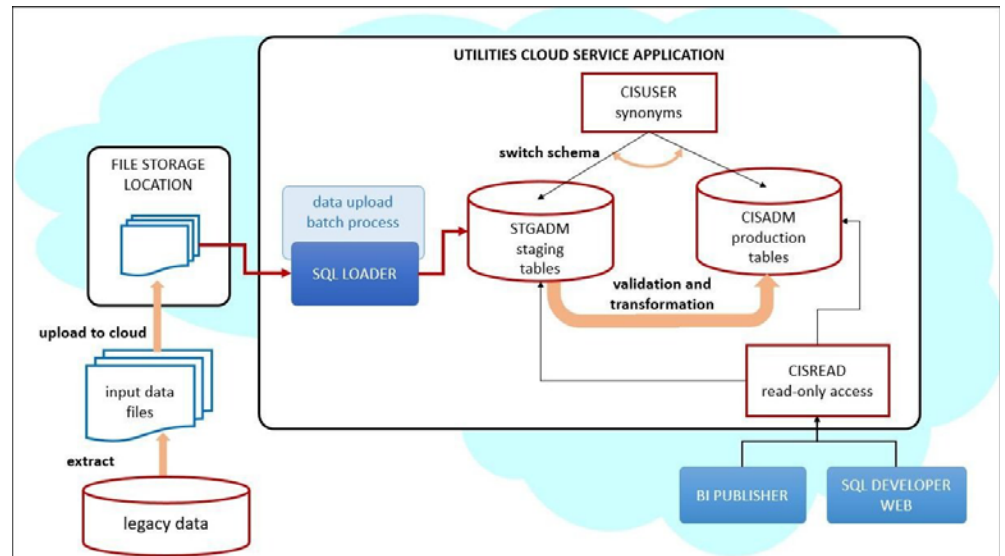 UTILITIES CLOUD SERVICE APPLICATION
CISUSER
synonyms
switch schema
FILE STORAGE
LOCATION
data upload
batch process
SQL LOADER
STGADM
staging
tables
CISADM
production
tables
validation and
transformation
upload to cloud
input data
files
CISREAD
read-only access
extract
legacy data
BI PUBLISHER
SQL DEVELOPER
WEB